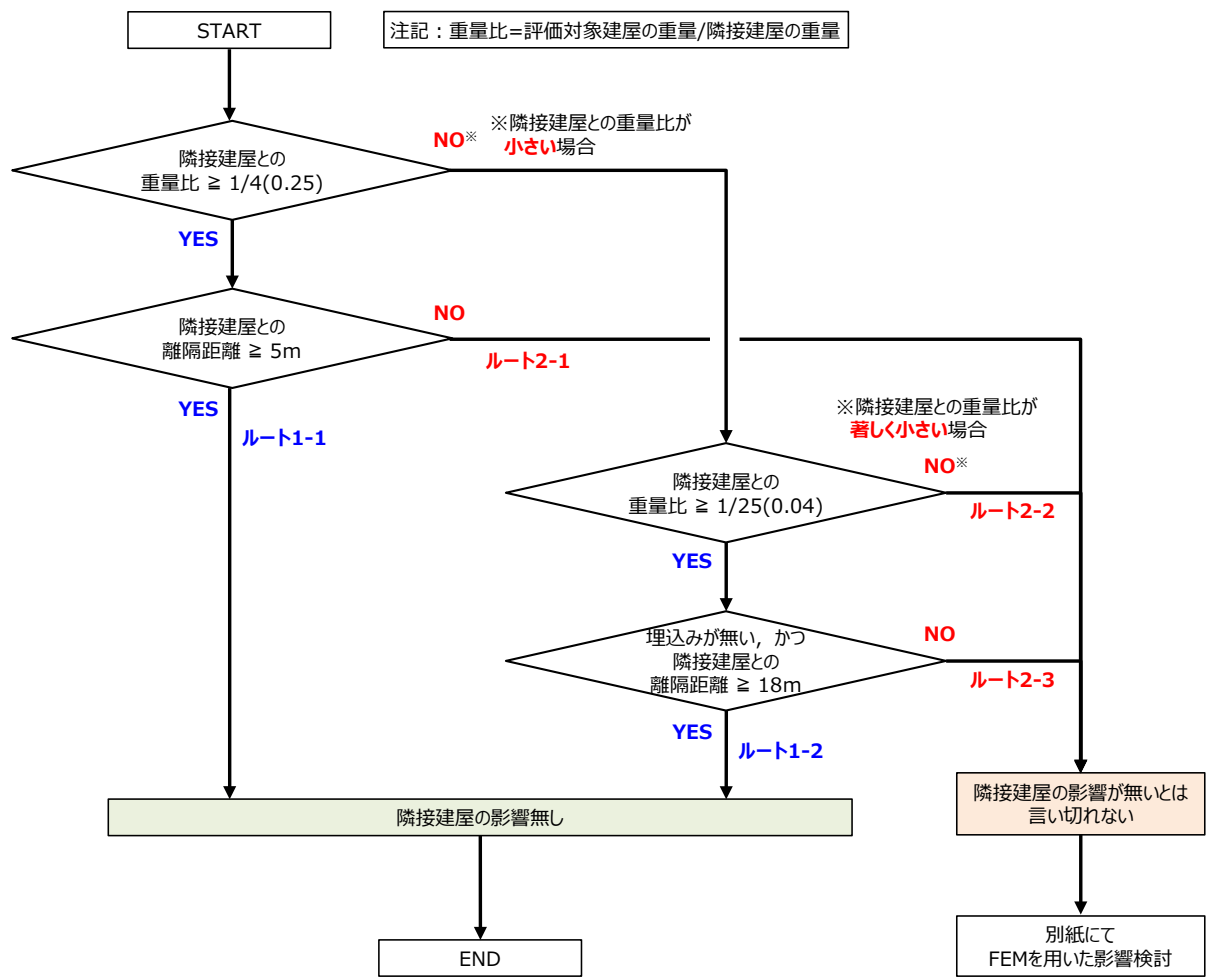 START
注記：重量比=評価対象建屋の重量/隣接建屋の重量
隣接建屋との
重量比 ≧ 1/4(0.25)
NO※
※隣接建屋との重量比が
小さい場合
YES
隣接建屋との
離隔距離 ≧ 5m
NO
ルート2-1
YES
ルート1-1
※隣接建屋との重量比が
著しく小さい場合
隣接建屋との
重量比 ≧ 1/25(0.04)
NO※
ルート2-2
YES
埋込みが無い，かつ
隣接建屋との
離隔距離 ≧ 18m
NO
ルート2-3
YES
ルート1-2
隣接建屋の影響無し
隣接建屋の影響が無いとは
言い切れない
END
別紙にて
FEMを用いた影響検討